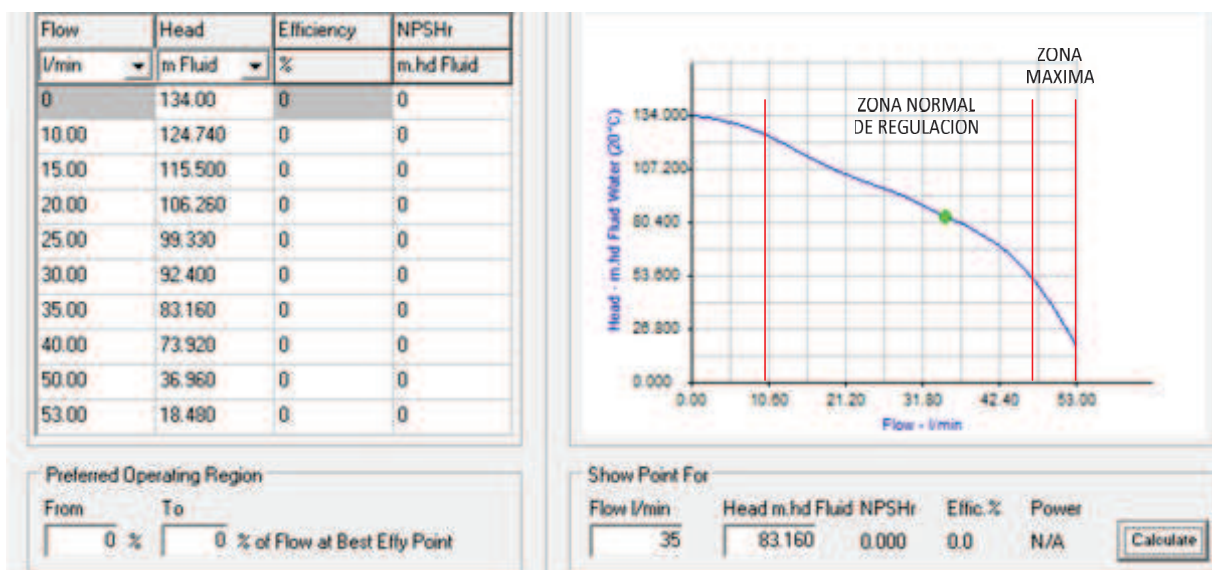 Flow Head Efficiency NPSHr
l/min m Fluid % m.hd Fluid
0 134.00 0 0
10.00 124.740 0 0
15.00 115.500 0 0
20.00 106.260 0 0
25.00 99.330 0 0
30.00 92.400 0 0
35.00 83.160 0 0
40.00 73.920 0 0
50.00 36.960 0 0
53.00 18.480 0 0
Preferred Operating Region
From To
0 % 0 % of Flow at Best Effy Point
ZONA
MAXIMA
ZONA NORMAL
DE REGULACION
Head - m.hd Fluid Water (20°C)
134.000
107.200
80.400
53.600
26.800
0.000
0.00 10.60 21.20 31.80 42.40 53.00
Flow - l/min
Show Point For
Flow l/min Head m.hd Fluid NPSHr Effic.% Power
35 83.160 0.000 0.0 N/A Calculate